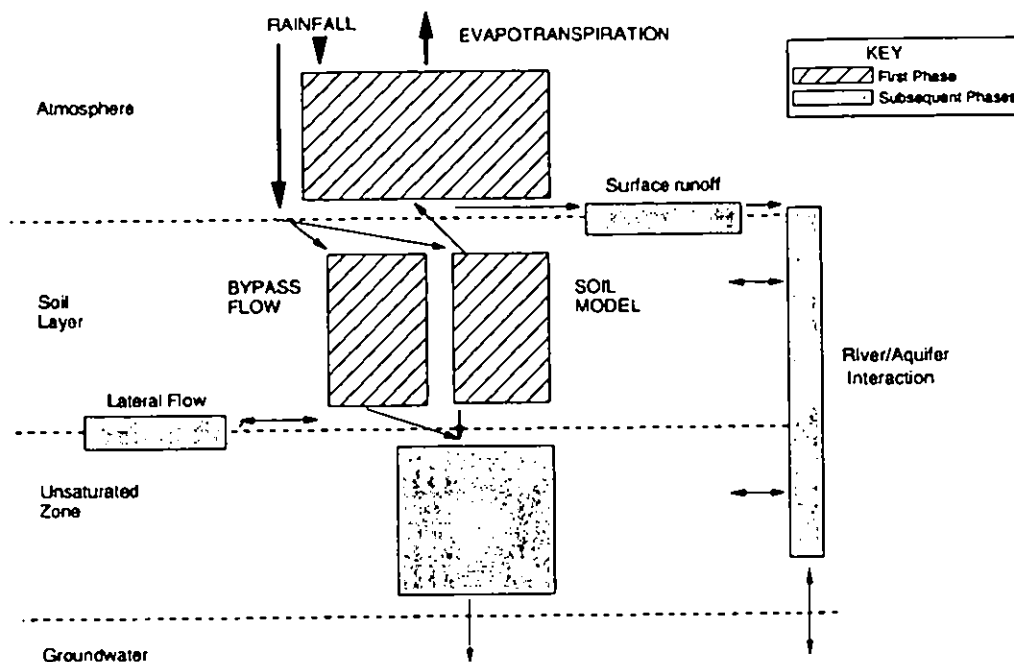 RAINFALL
EVAPOTRANSPIRATION
KEY
First Phase
Subsequent Phases
Atmosphere
Surface runoff
BYPASS
FLOW
SOIL
MODEL
Soil
Layer
River/Aquifer
Interaction
Lateral Flow
Unsaturated
Zone
Groundwater